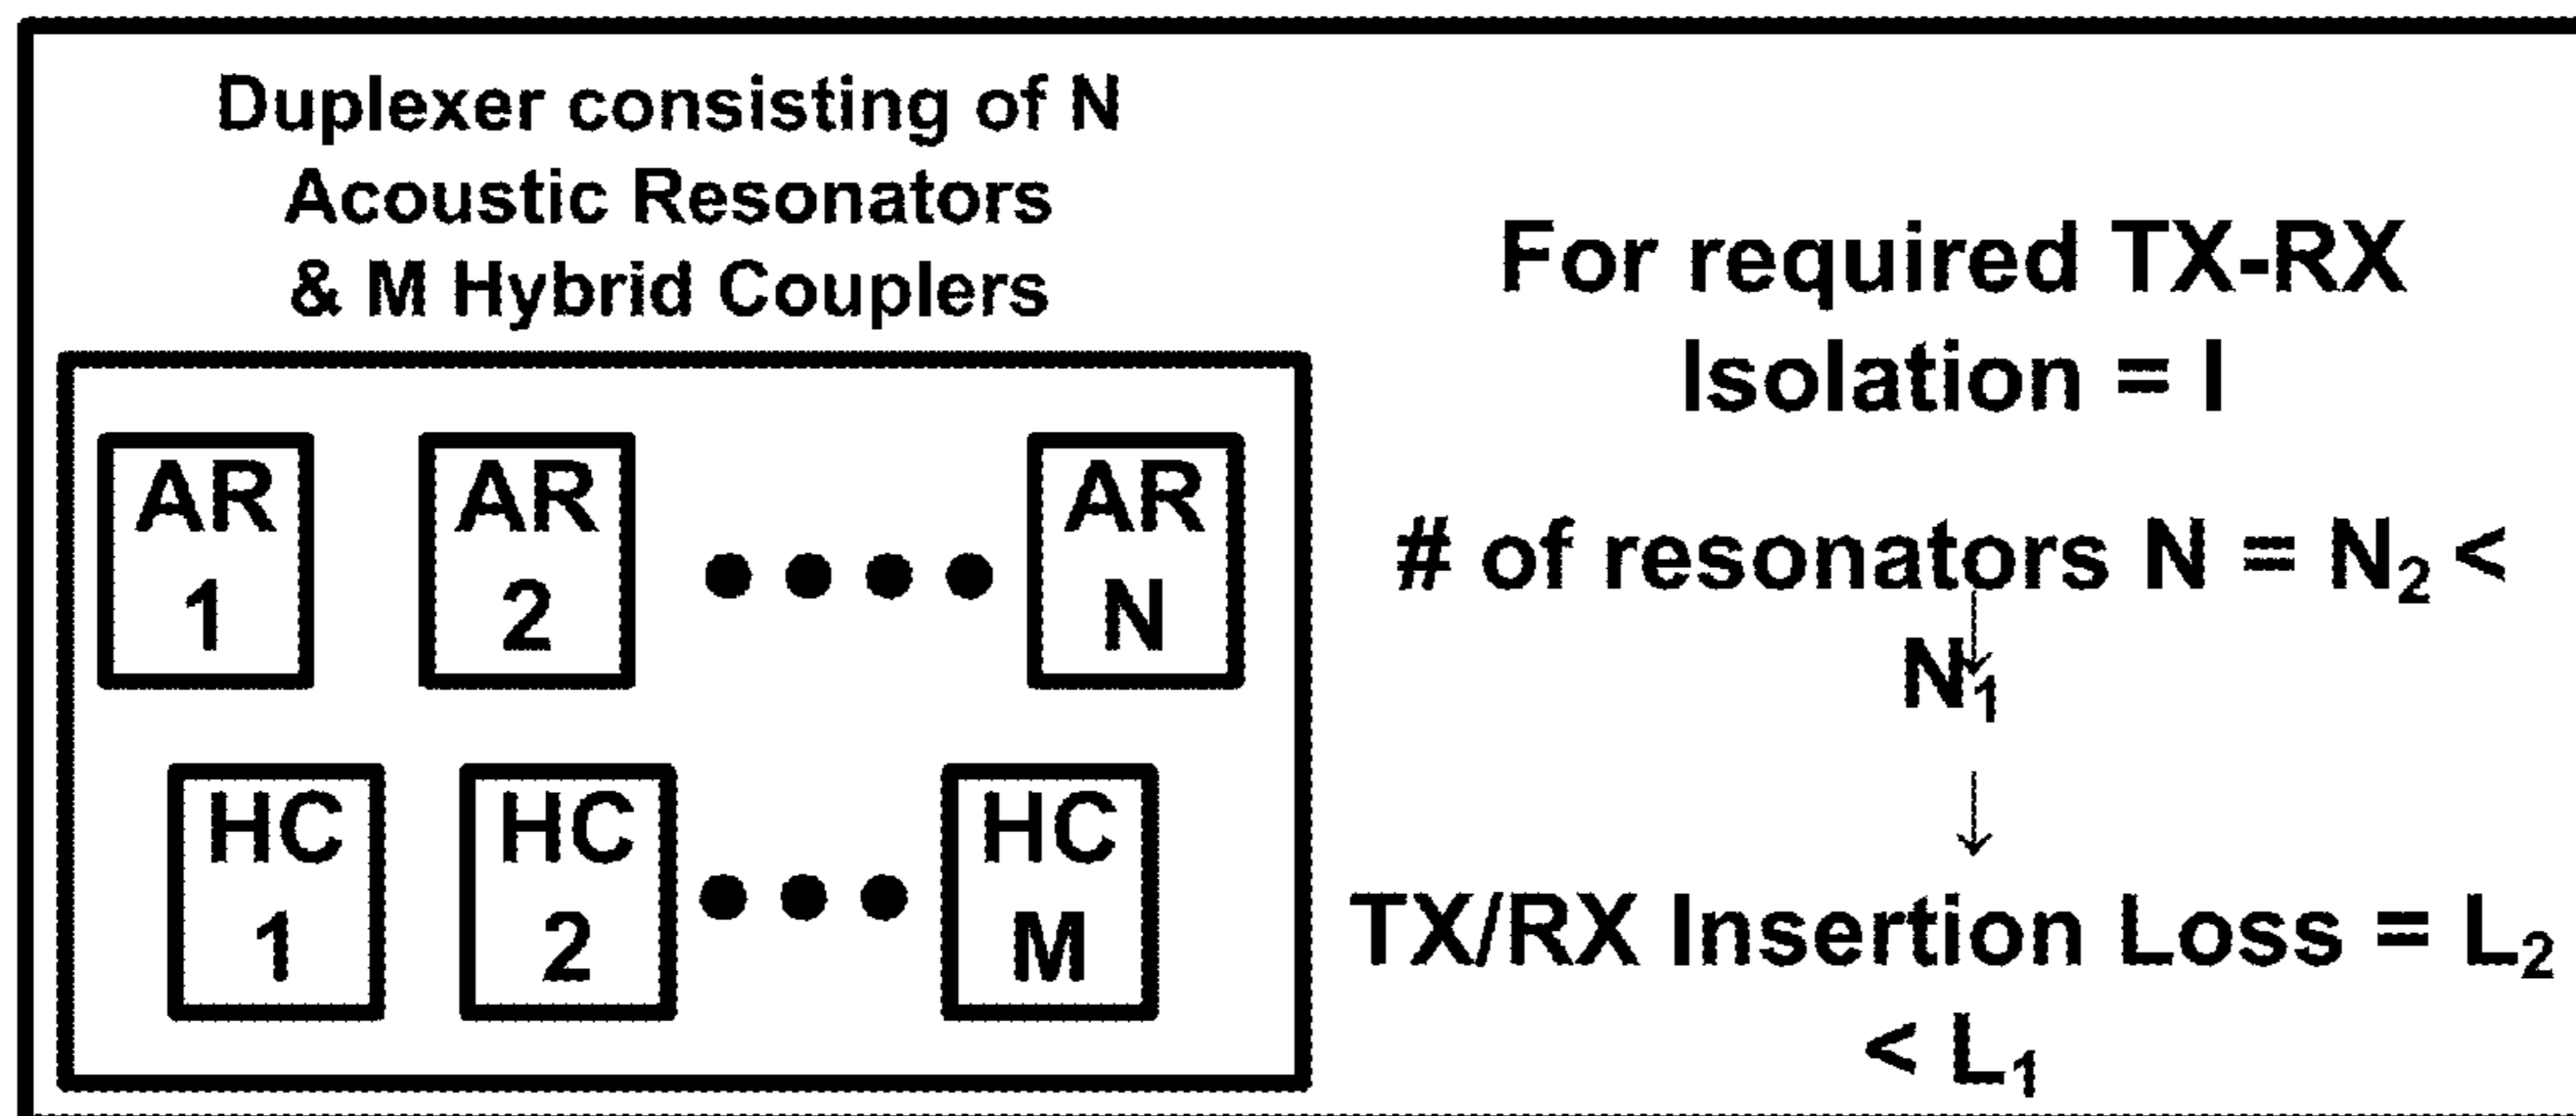 Duplexer consisting of N
Acoustic Resonators
& M Hybrid Couplers
AR
1
AR
2
AR
N
HC
1
HC
2
HC
M
For required TX-RX
Isolation = I
# of resonators N = N₂ <
N₁
TX/RX Insertion Loss = L₂
< L₁